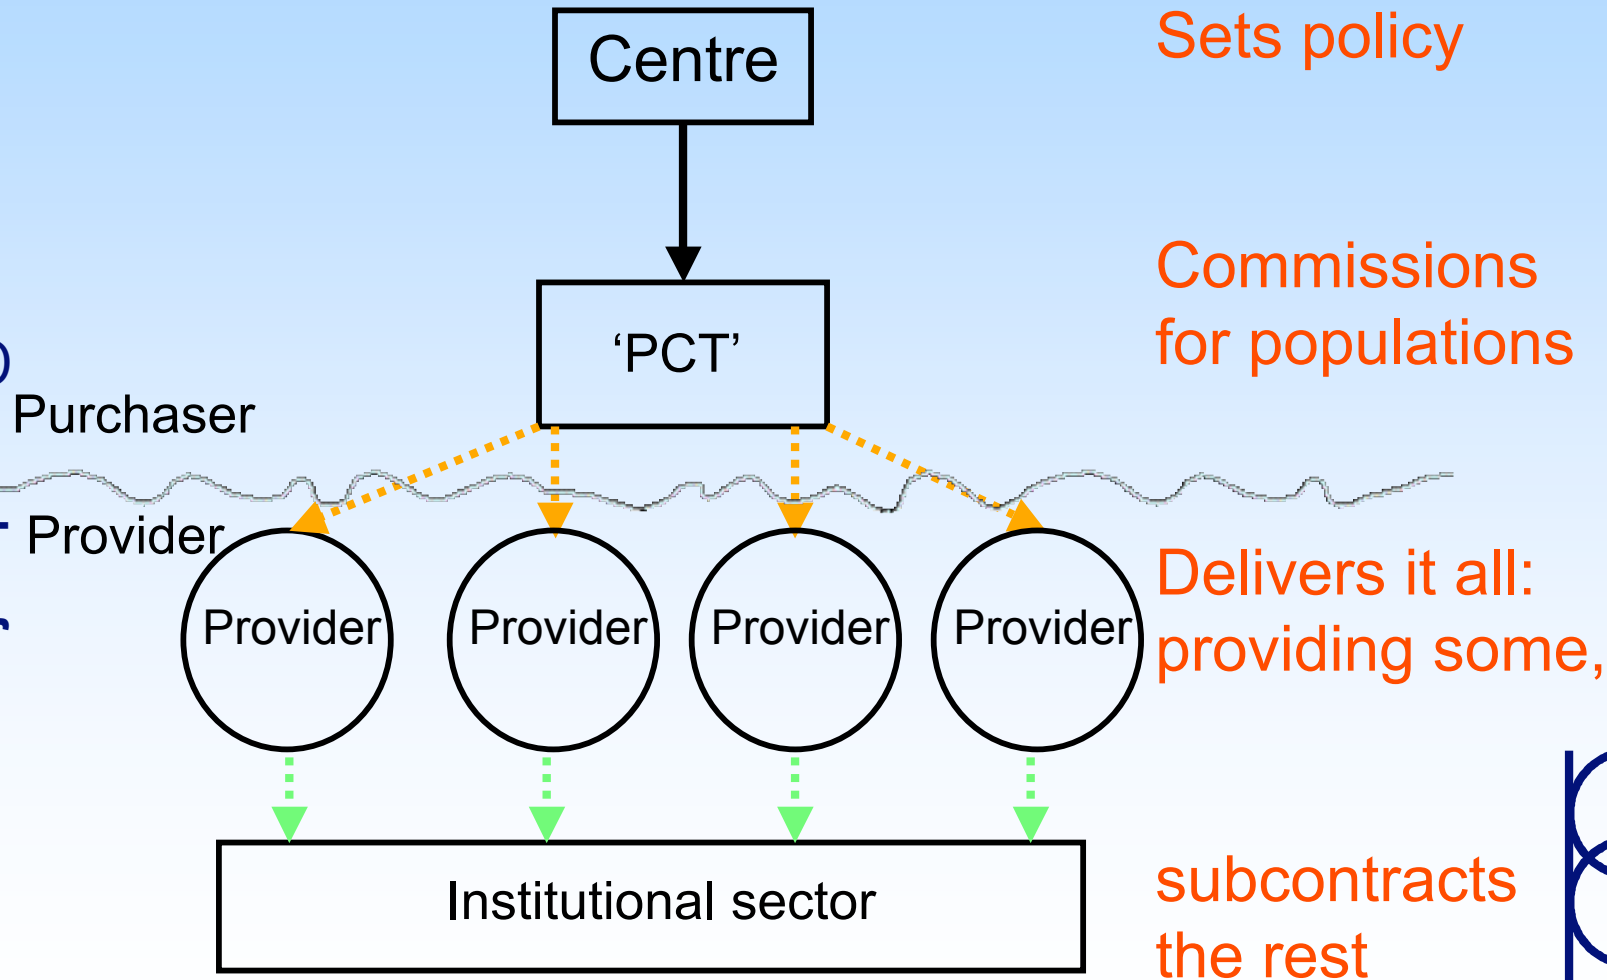 Centre
Sets policy
Commissions
for populations
‘PCT’
Purchaser
Provider
Delivers it all:
providing some,
Provider
Provider
Provider
Provider
Institutional sector
subcontracts
the rest